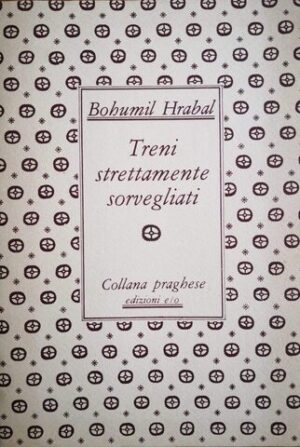 Bohumil Hrabal
Treni
strettamente
sorvegliati
Collana praghese
edizioni e/o